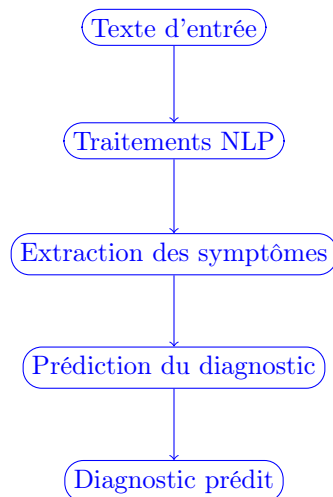 Texte d'entrée
Traitements NLP
Extraction des symptômes
Prédiction du diagnostic
Diagnostic prédit